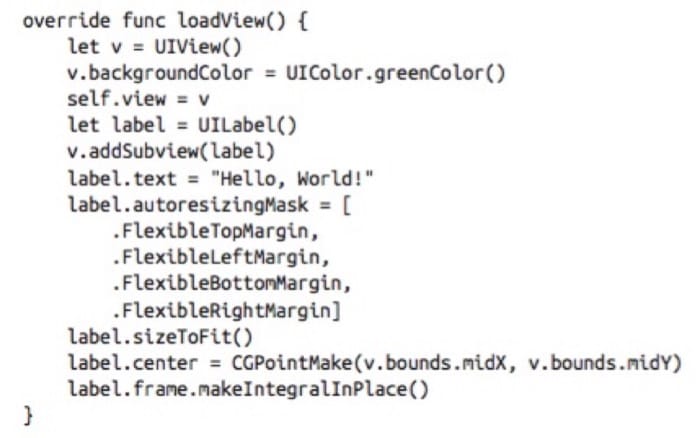 override func loadView() {
    let v = UIView()
    v.backgroundColor = UIColor.greenColor()
    self.view = v
    let label = UILabel()
    v.addSubview(label)
    label.text = "Hello, World!"
    label.autoresizingMask = [
        .FlexibleTopMargin,
        .FlexibleLeftMargin,
        .FlexibleBottomMargin,
        .FlexibleRightMargin]
    label.sizeToFit()
    label.center = CGPointMake(v.bounds.midX, v.bounds.midY)
    label.frame.makeIntegralInPlace()
}